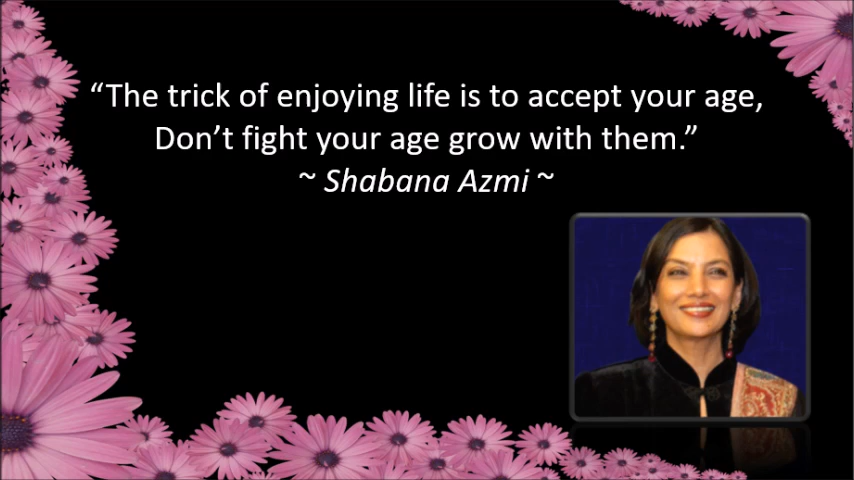 “The trick of enjoying life is to accept your age,
Don’t fight your age grow with them.”
~ Shabana Azmi ~